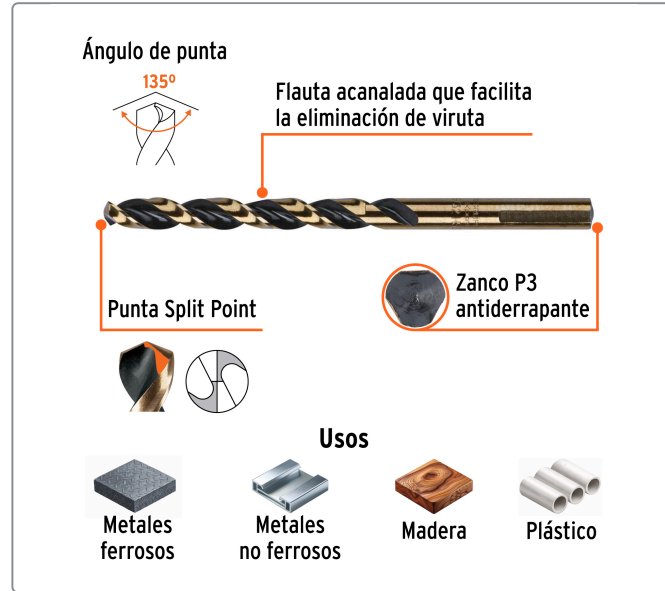 Ángulo de punta
135º
Flauta acanalada que facilita
la eliminación de viruta
Punta Split Point
Zanco P3
antiderrapante
Usos
Metales
ferrosos
Metales
no ferrosos
Madera
Plástico